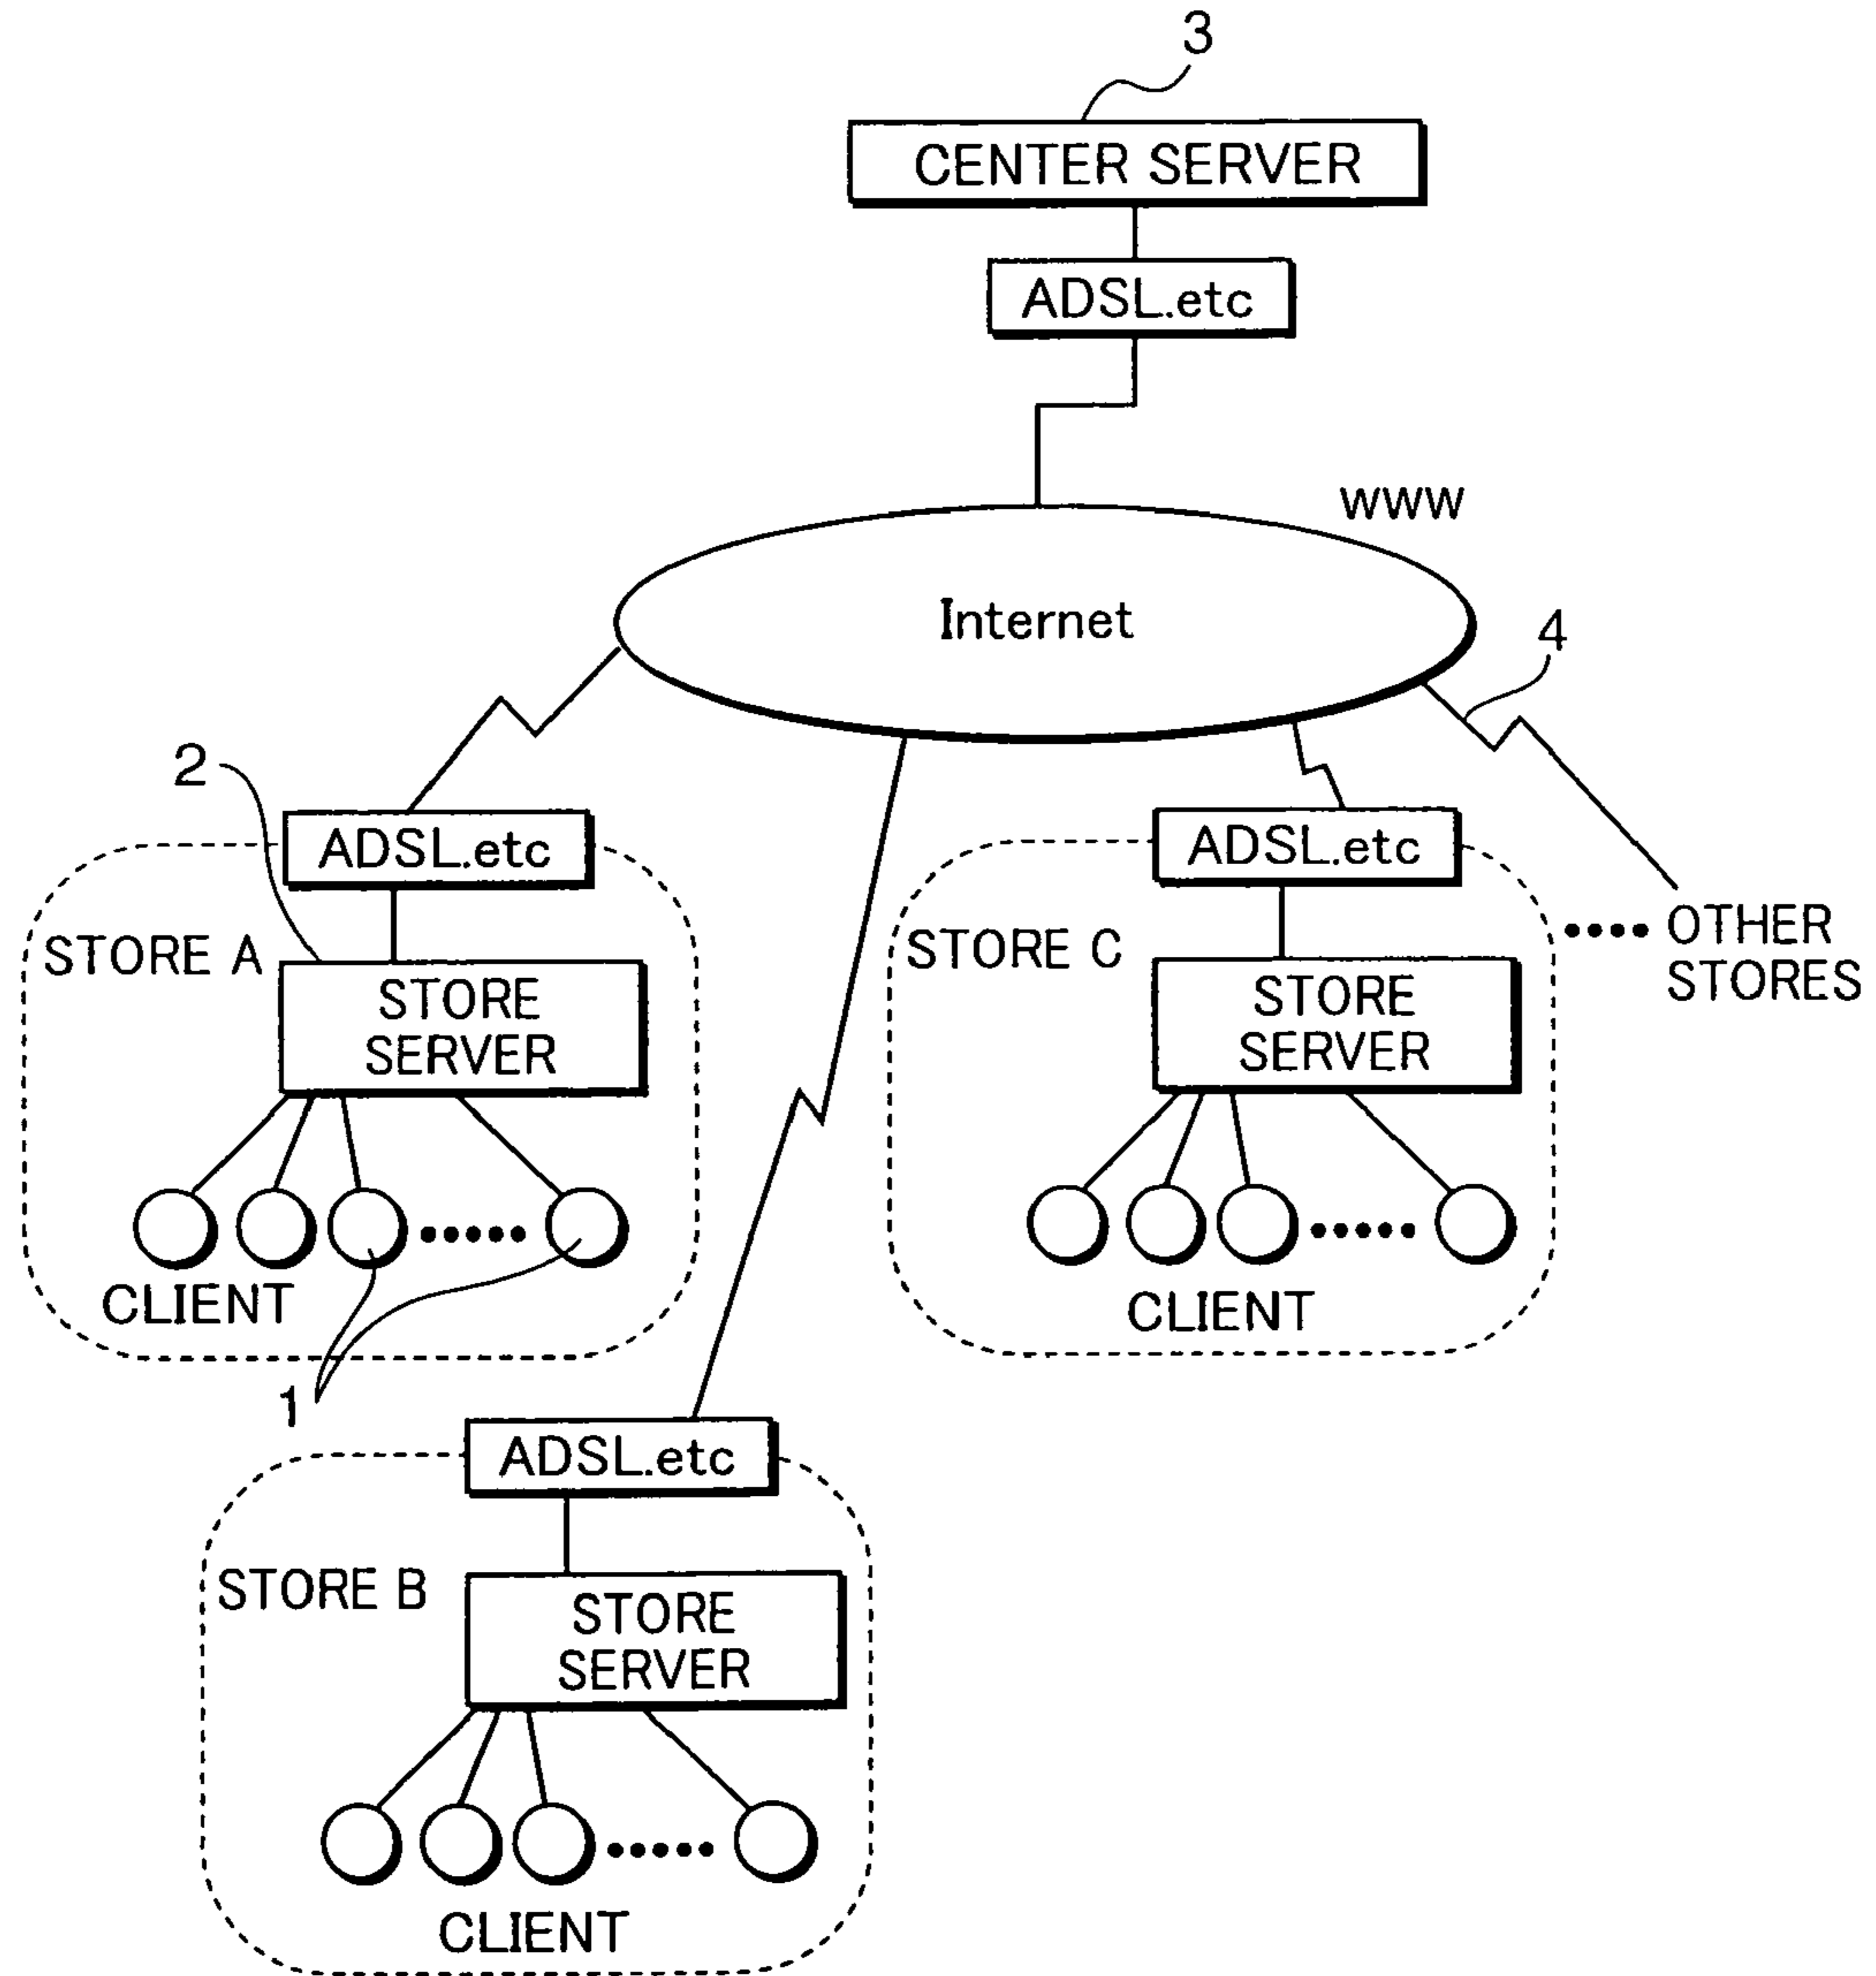 3
CENTER SERVER
ADSL.etc
WWW
Internet
4
2
ADSL.etc
ADSL.etc
STORE A
STORE
SERVER
STORE C
STORE
SERVER
OTHER
STORES
CLIENT
CLIENT
1
ADSL.etc
STORE B
STORE
SERVER
CLIENT